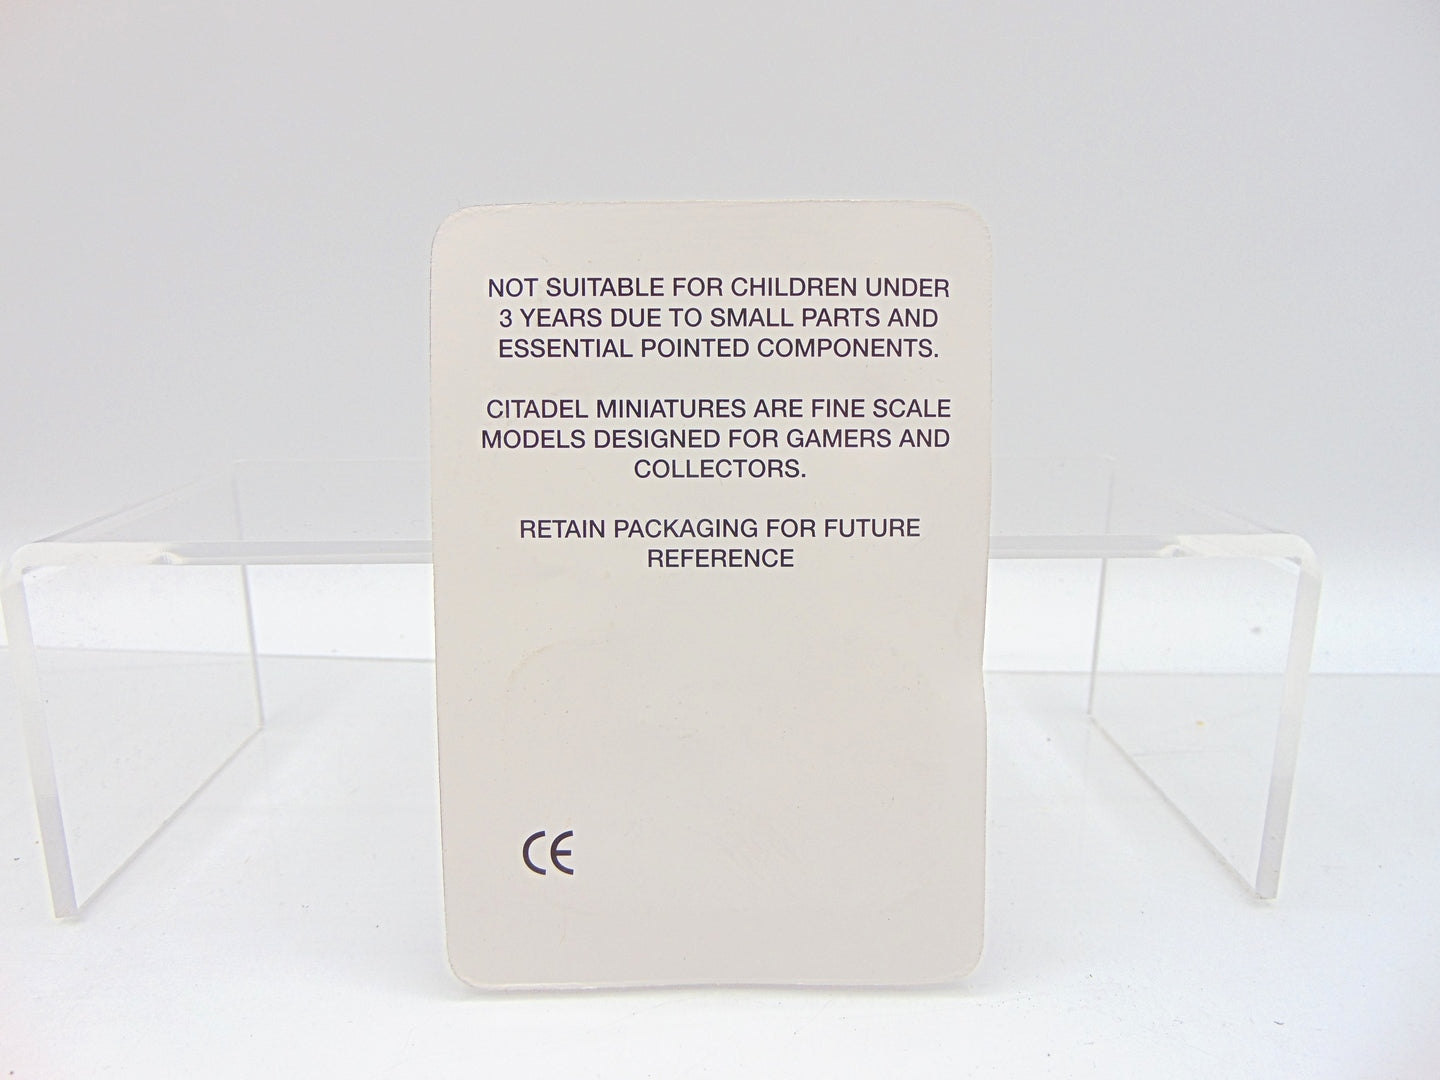 NOT SUITABLE FOR CHILDREN UNDER
3 YEARS DUE TO SMALL PARTS AND
ESSENTIAL POINTED COMPONENTS.
CITADEL MINIATURES ARE FINE SCALE
MODELS DESIGNED FOR GAMERS AND
COLLECTORS.
RETAIN PACKAGING FOR FUTURE
REFERENCE
CE